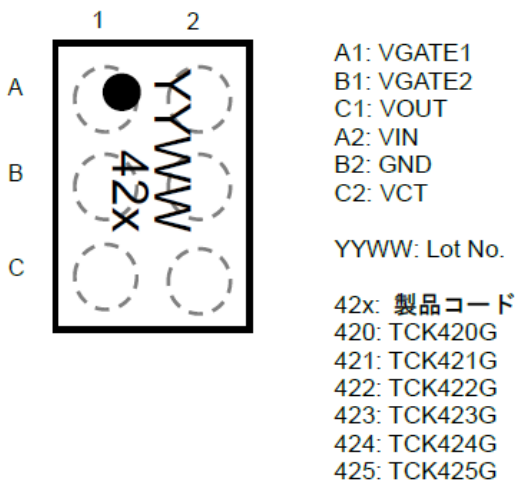 1 2
A
B
C
YYWW
42x
A1: VGATE1
B1: VGATE2
C1: VOUT
A2: VIN
B2: GND
C2: VCT
YYWW: Lot No.
42x: 製品コード
420: TCK420G
421: TCK421G
422: TCK422G
423: TCK423G
424: TCK424G
425: TCK425G